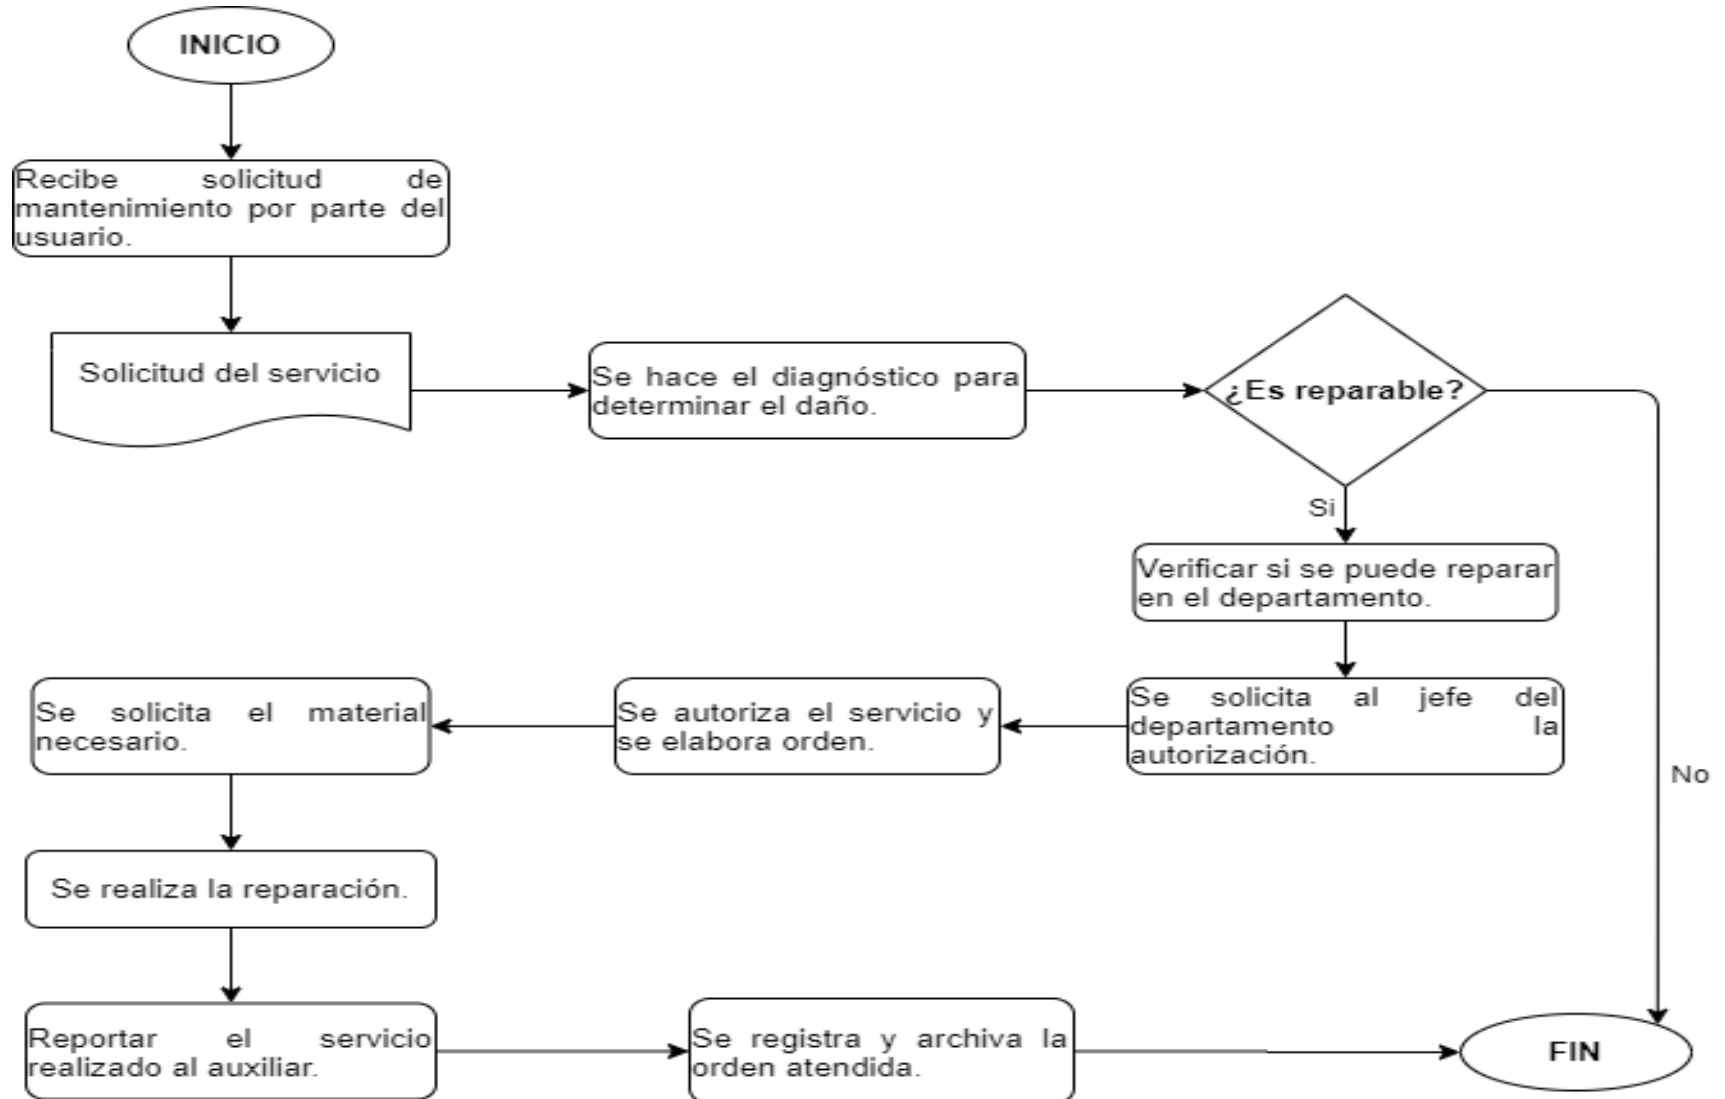 INICIO
Recibe solicitud de
mantenimiento por parte del
usuario.
Solicitud del servicio
Se hace el diagnóstico para
determinar el daño.
¿Es reparable?
Si
Verificar si se puede reparar
en el departamento.
Se solicita al jefe del
departamento la
autorización.
No
Se autoriza el servicio y
se elabora orden.
Se solicita el material
necesario.
Se realiza la reparación.
Reportar el servicio
realizado al auxiliar.
Se registra y archiva la
orden atendida.
FIN